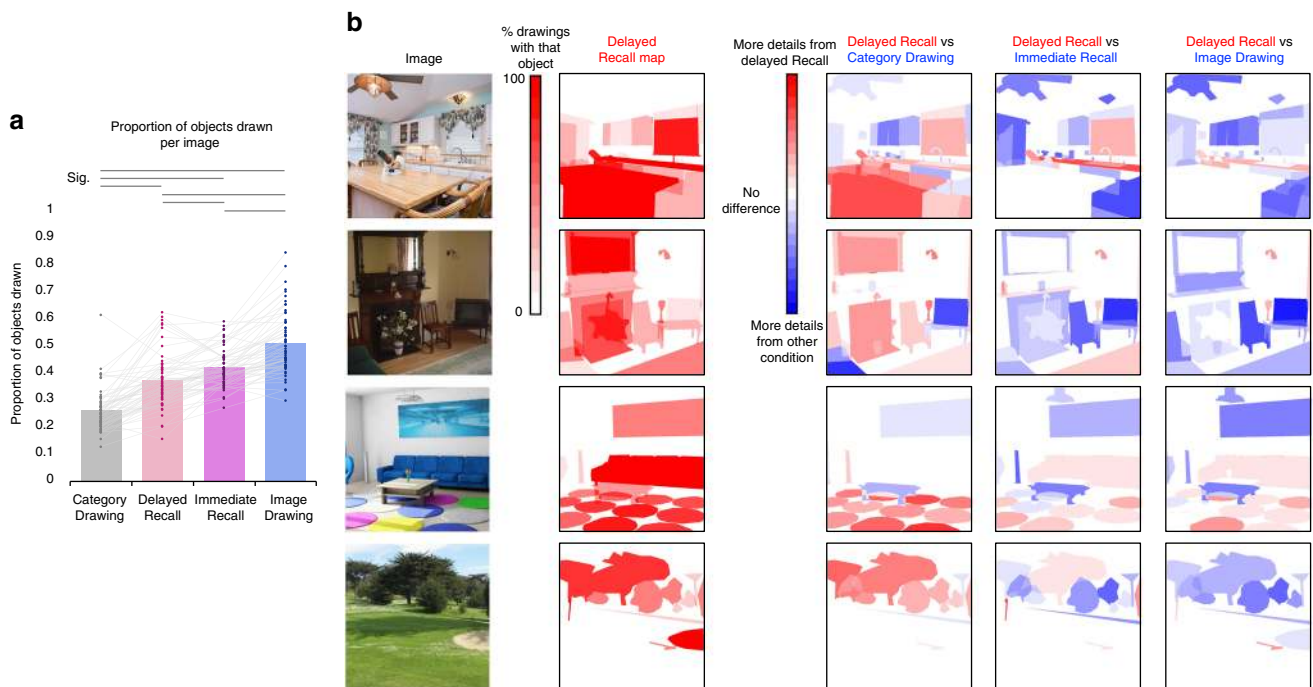 a
Proportion of objects drawn
per image
Sig.
Proportion of objects drawn
1
0.9
0.8
0.7
0.6
0.5
0.4
0.3
0.2
0.1
0
Category
Drawing
Delayed
Recall
Immediate
Recall
Image
Drawing
b
Image
% drawings
with that
object
100
0
Delayed
Recall map
More details from
delayed Recall
No
difference
More details
from other
condition
Delayed Recall vs
Category Drawing
Delayed Recall vs
Immediate Recall
Delayed Recall vs
Image Drawing